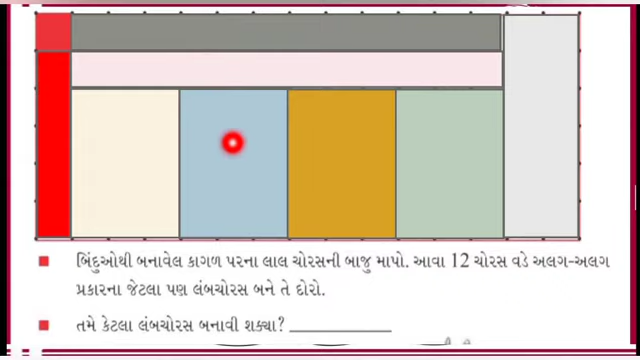 બિંદુઓથી બનાવેલ કાગળ પરના લાલ ચોરસની બાજુ માપો. આવા 12 ચોરસ વડે અલગ-અલગ
પ્રકારના જેટલા પણ લંબચોરસ બને તે દોરો.
તમે કેટલા લંબચોરસ બનાવી શક્યા?